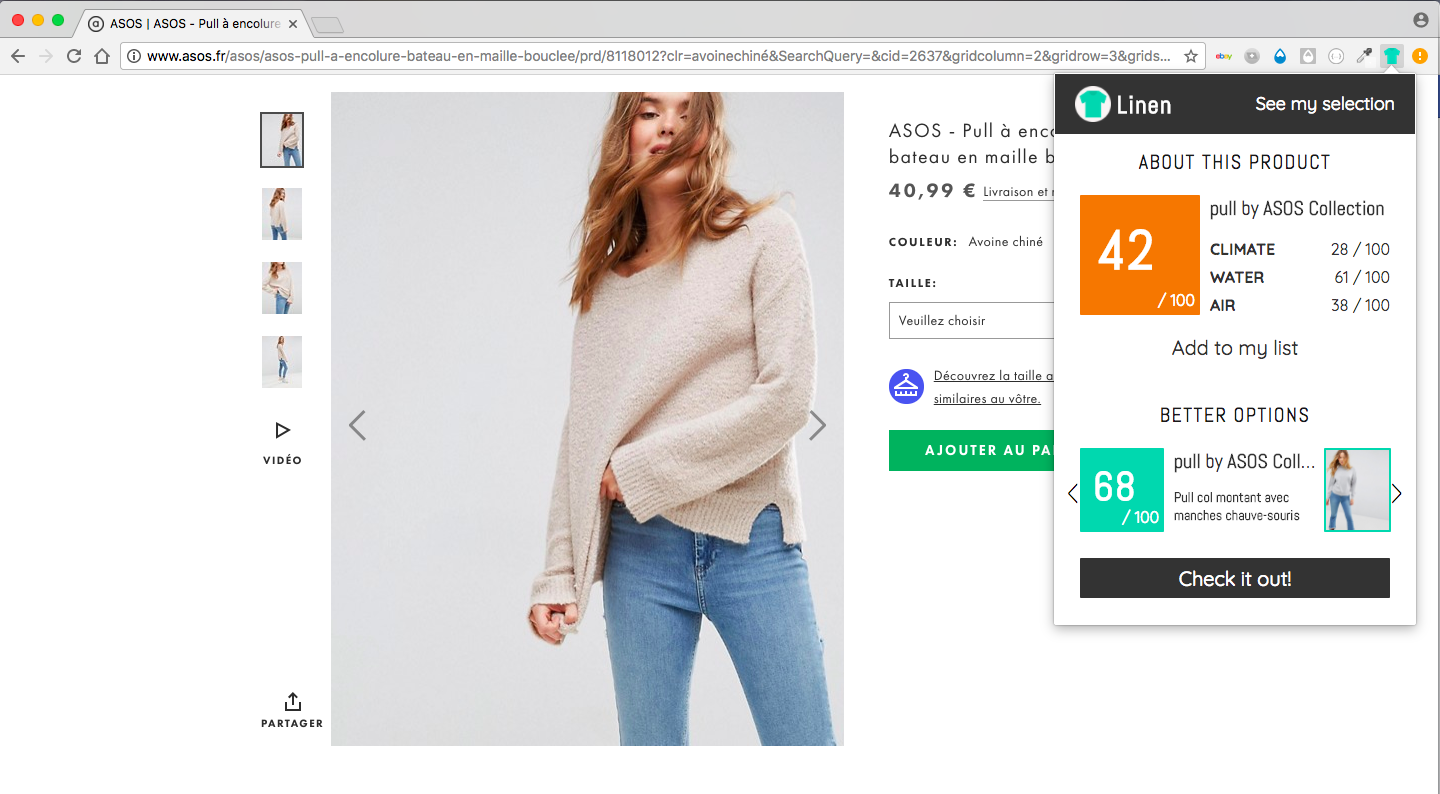 ASOS | ASOS - Pull à encolure
www.asos.fr/asos/asos-pull-a-encolure-bateau-en-maille-bouclee/prd/8118012?clr=avoinechiné&SearchQuery=&cid=2637&gridcolumn=2&gridrow=3&grids...
ebay
VIDÉO
PARTAGER
ASOS - Pull à enco
bateau en maille b
40,99 € Livraison et r
COULEUR: Avoine chiné
TAILLE:
Veuillez choisir
Découvrez la taille a
similaires au vôtre.
AJOUTER AU PA
Linen
See my selection
ABOUT THIS PRODUCT
42
/ 100
pull by ASOS Collection
CLIMATE 28 / 100
WATER 61 / 100
AIR 38 / 100
Add to my list
BETTER OPTIONS
68
/ 100
pull by ASOS Coll...
Pull col montant avec
manches chauve-souris
Check it out!